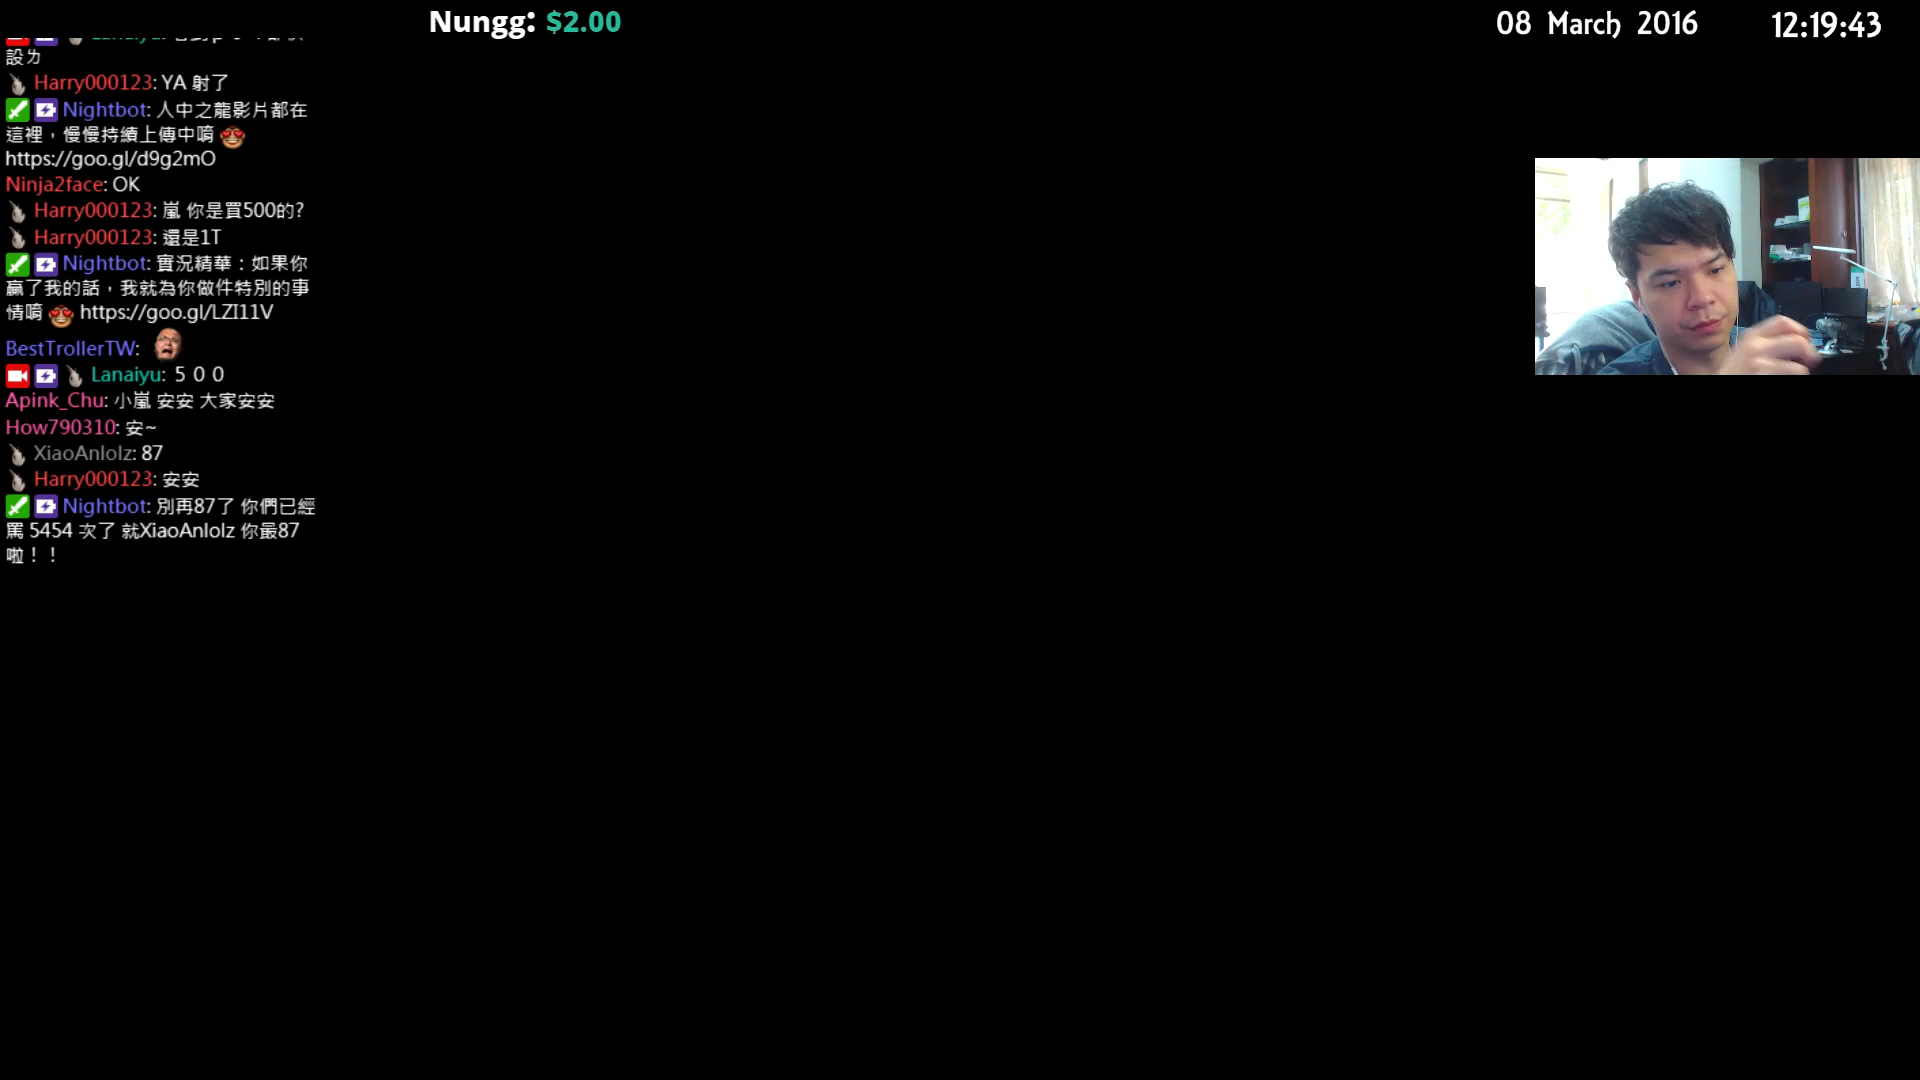 Nungg: $2.00
08 March 2016
12:19:43
設ㄉ
Harry000123: YA 射了
Nightbot: 人中之龍影片都在
這裡，慢慢持續上傳中唷
https://goo.gl/d9g2mO
Ninja2face: OK
Harry000123: 嵐 你是買500的?
Harry000123: 還是1T
Nightbot: 實況精華：如果你
贏了我的話，我就為你做件特別的事
情唷 https://goo.gl/LZI11V
BestTrollerTW:
Lanaiyu: 5 0 0
Apink_Chu: 小嵐 安安 大家安安
How790310: 安~
XiaoAnlolz: 87
Harry000123: 安安
Nightbot: 別再87了 你們已經
罵 5454 次了 就XiaoAnlolz 你最87
啦！！